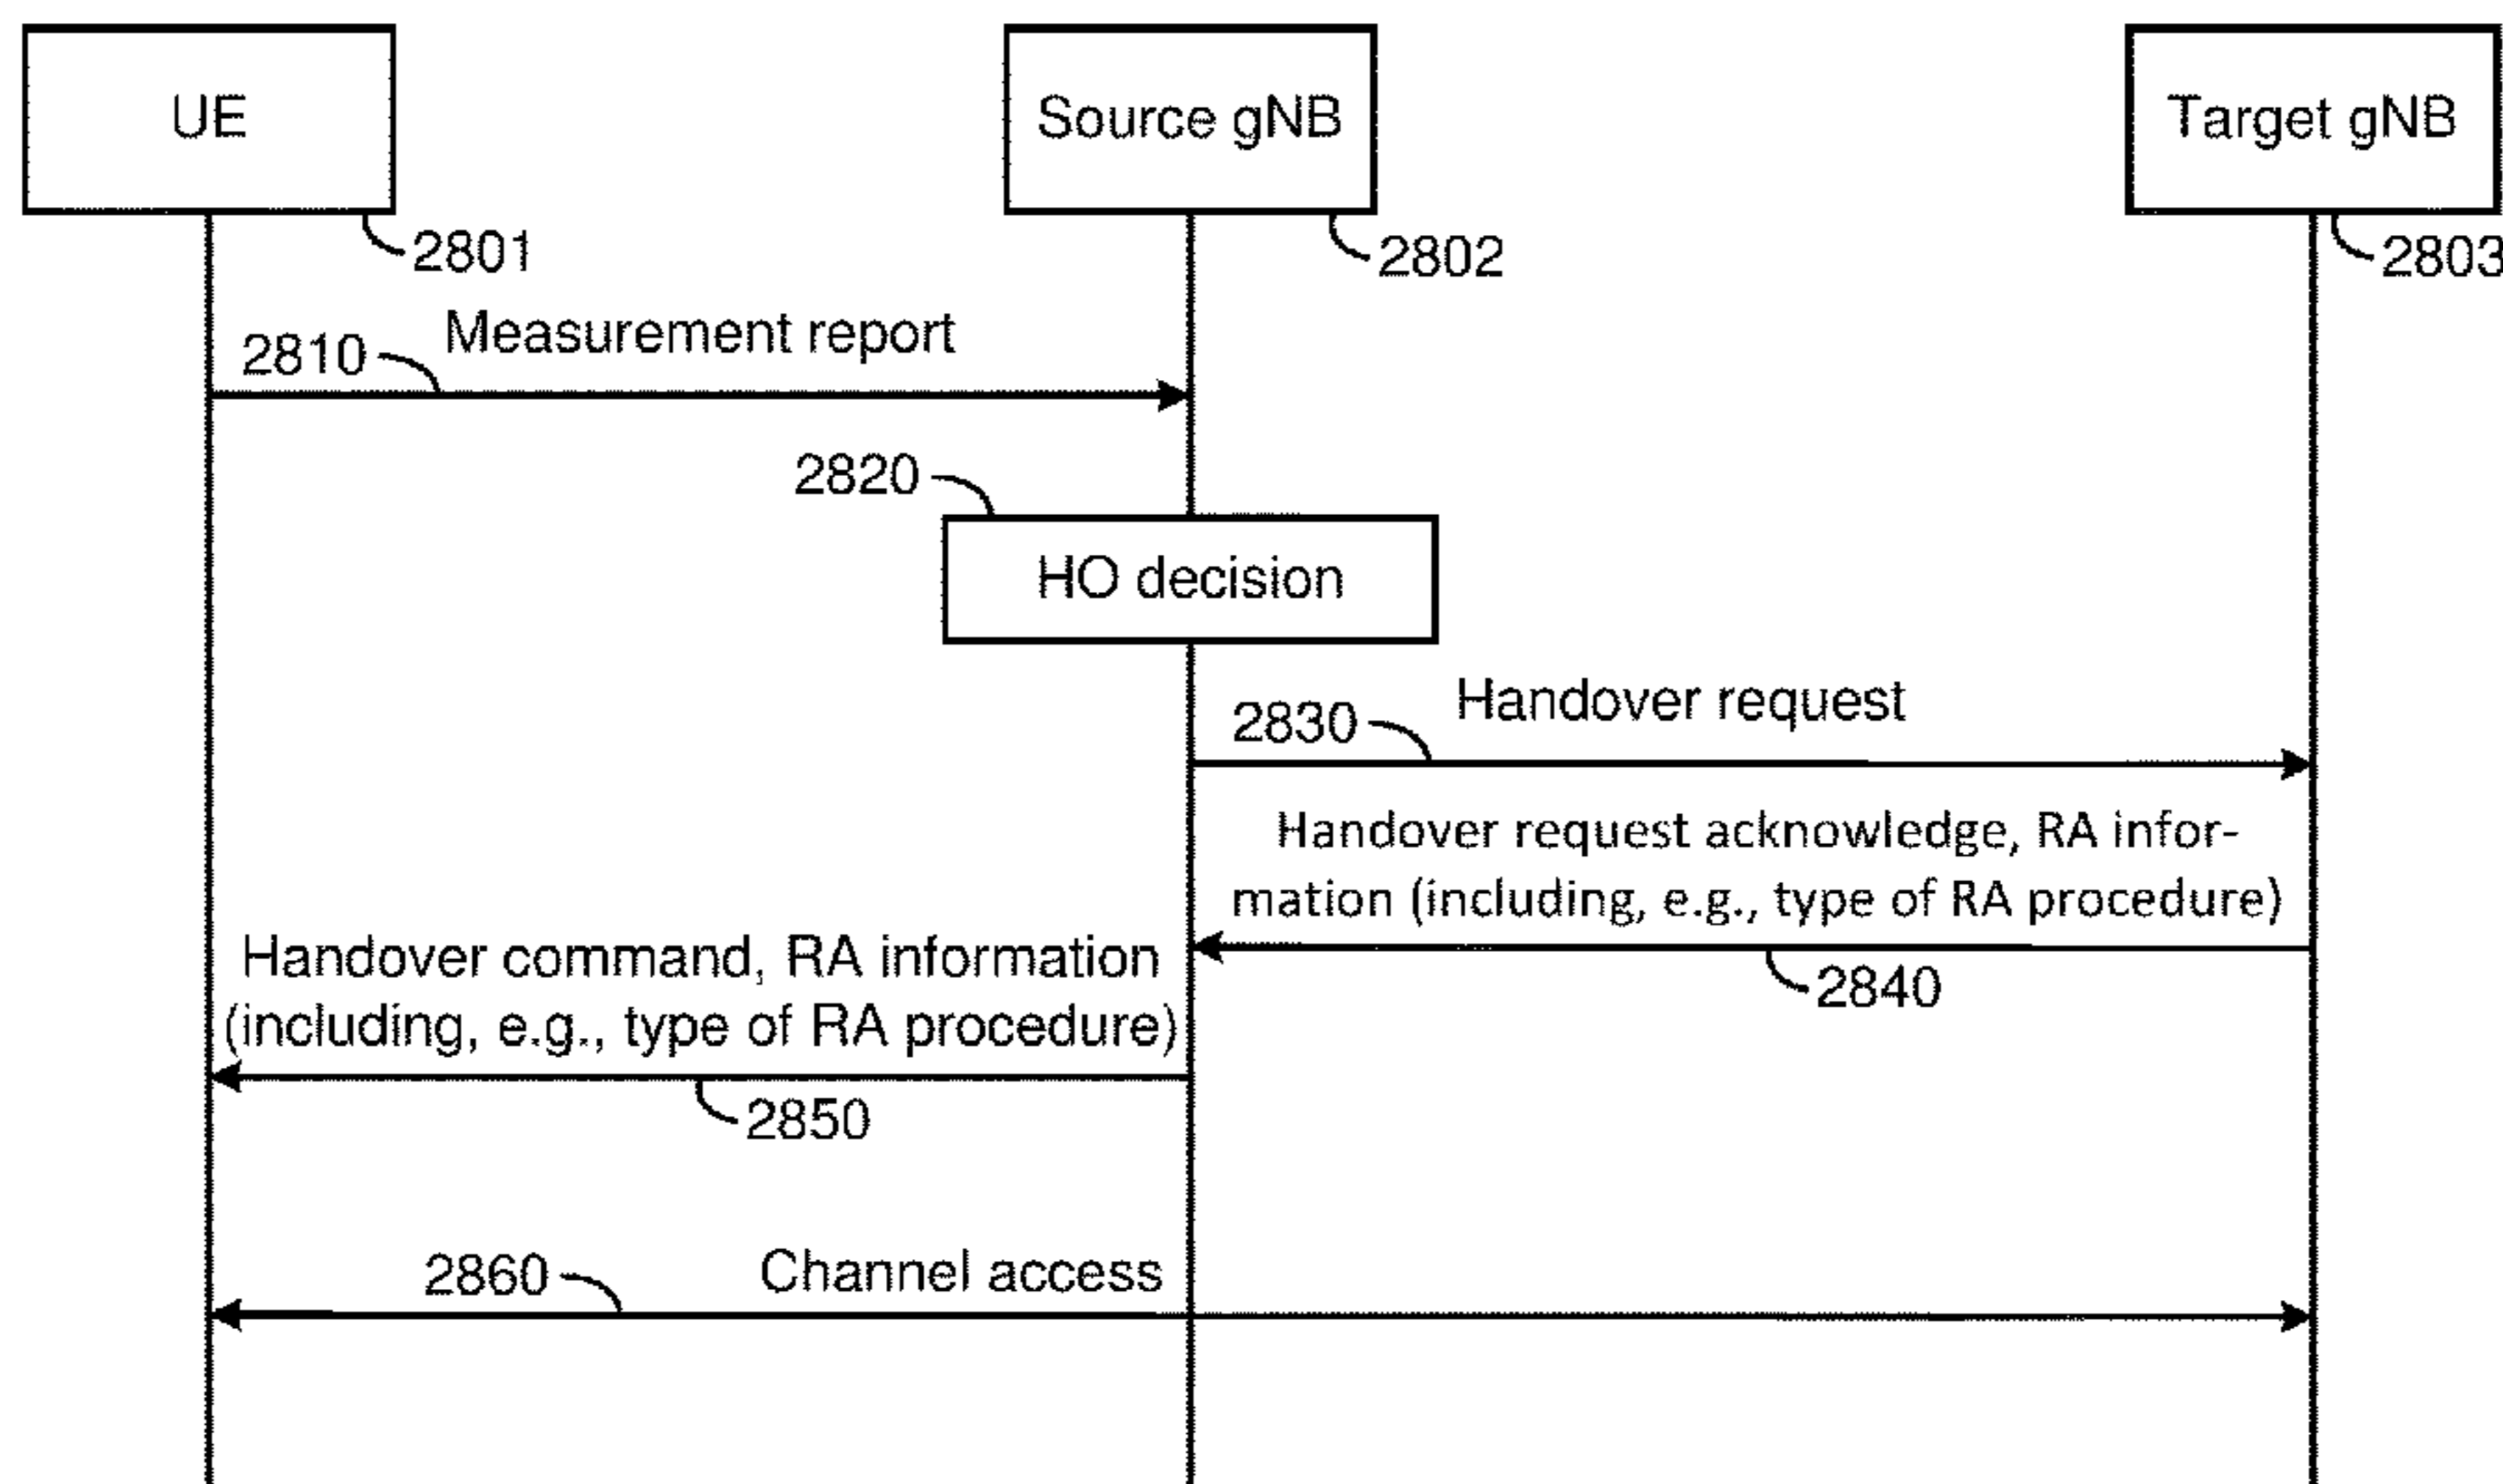 UE
Source gNB
Target gNB
2801
2802
2803
Measurement report
2810
2820
HO decision
Handover request
2830
Handover request acknowledge, RA infor-
mation (including, e.g., type of RA procedure)
2840
Handover command, RA information
(including, e.g., type of RA procedure)
2850
2860
Channel access